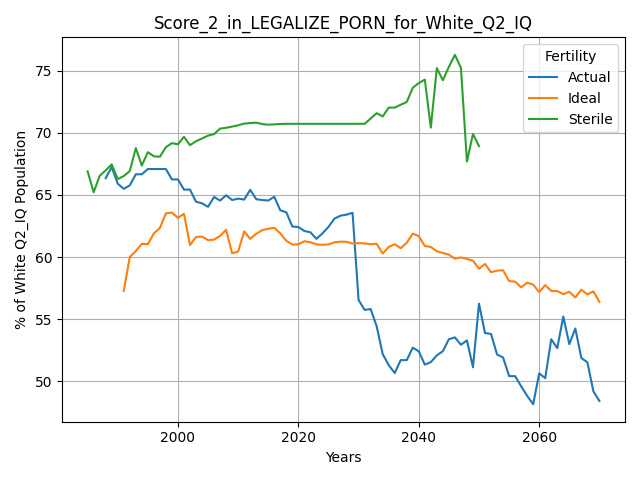 Score_2_in_LEGALIZE_PORN_for_White_Q2_IQ
Fertility
Actual
Ideal
Sterile
% of White Q2_IQ Population
75
70
65
60
55
50
2000
2020
2040
2060
Years